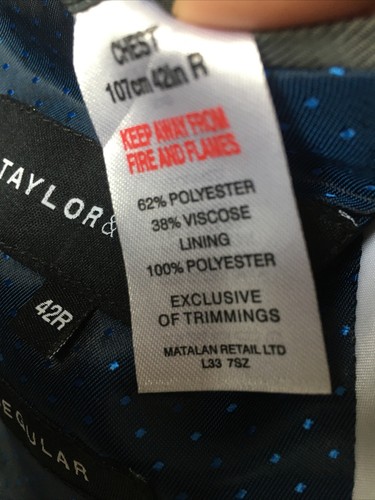 CHEST
107cm 42in R
KEEP AWAY FROM
FIRE AND FLAMES
62% POLYESTER
38% VISCOSE
LINING
100% POLYESTER
EXCLUSIVE
OF TRIMMINGS
MATALAN RETAIL LTD
L33 7SZ
TAYLOR &
42R
EGULAR